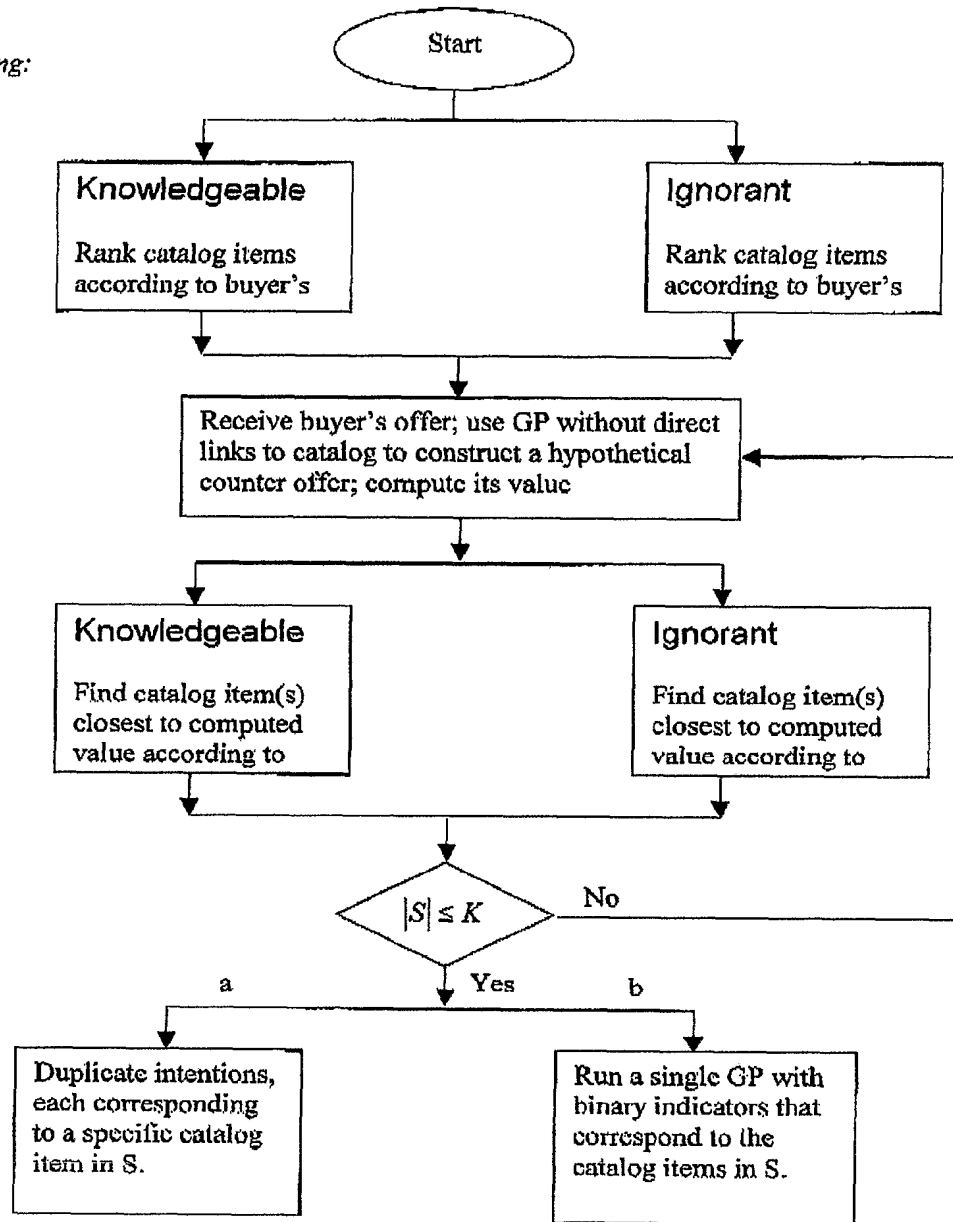 ng:
Start
Knowledgeable
Rank catalog items
according to buyer's
Ignorant
Rank catalog items
according to buyer's
Receive buyer's offer; use GP without direct
links to catalog to construct a hypothetical
counter offer; compute its value
Knowledgeable
Find catalog item(s)
closest to computed
value according to
Ignorant
Find catalog item(s)
closest to computed
value according to
|S| ≤ K
No
a
Yes
b
Duplicate intentions,
each corresponding
to a specific catalog
item in S.
Run a single GP with
binary indicators that
correspond to the
catalog items in S.